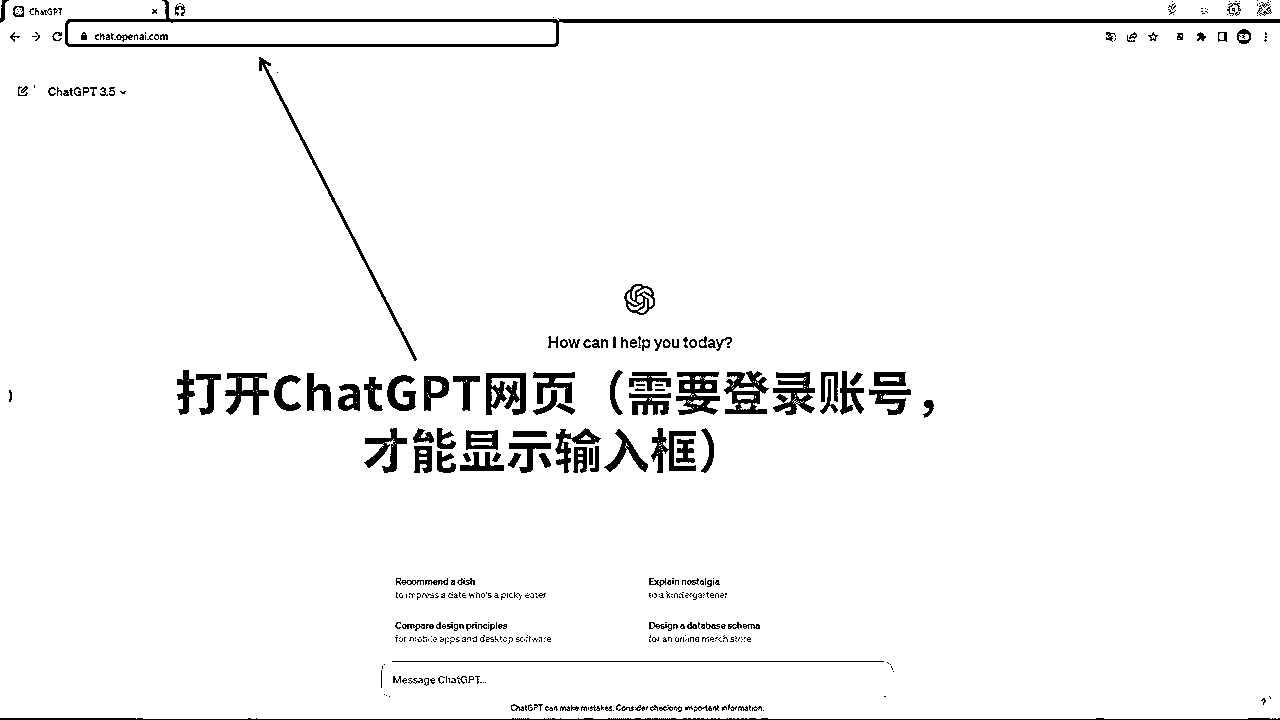 ChatGPT
chat.openai.com
ChatGPT 3.5
How can I help you today?
打开ChatGPT网页（需要登录账号，
才能显示输入框）
Recommend a dish
to impress a date who's a picky eater
Explain nostalgia
to a kindergartener
Compare design principles
for mobile apps and desktop software
Design a database schema
for an online merch store
Message ChatGPT...
ChatGPT can make mistakes. Consider checking important information.
?